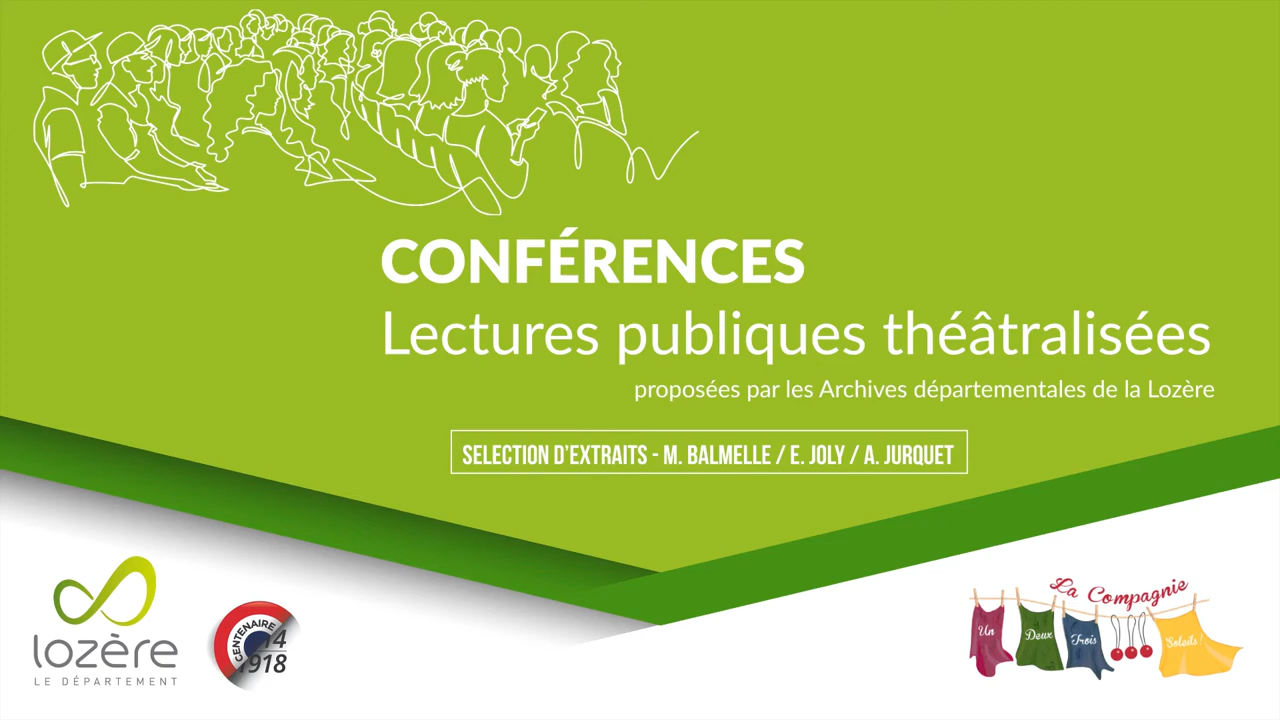 CONFÉRENCES
Lectures publiques théâtralisées
proposées par les Archives départementales de la Lozère
SELECTION D'EXTRAITS - M. BALMELLE / E. JOLY / A. JURQUET
lozère
LE DÉPARTEMENT
CENTENAIRE
14
1918
La Compagnie
Un Deux Trois Soleils !